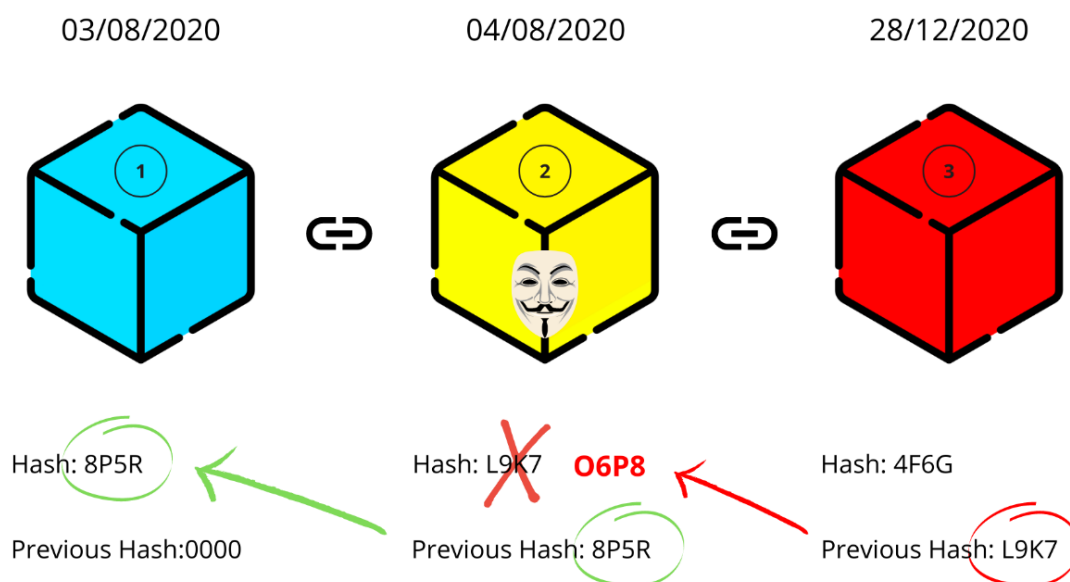 03/08/2020 04/08/2020 28/12/2020
1 2 3
Hash: 8P5R Hash: L9K7 O6P8 Hash: 4F6G
Previous Hash:0000 Previous Hash: 8P5R Previous Hash: L9K7